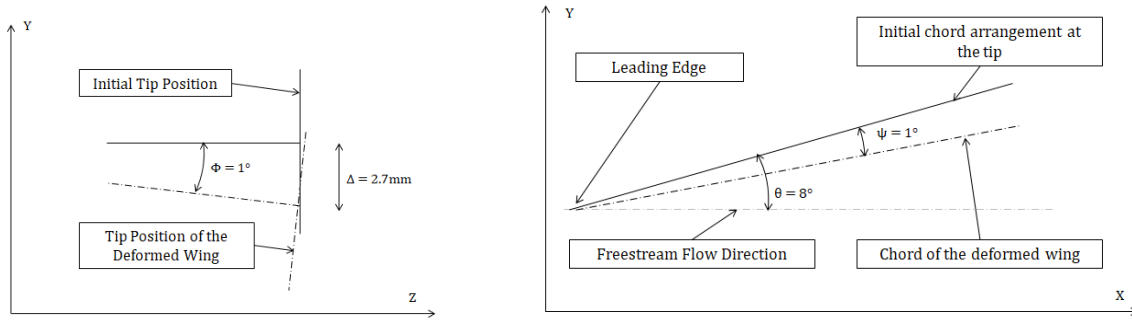 Y
Initial Tip Position
Φ = 1°
Δ = 2.7mm
Tip Position of the
Deformed Wing
Z
Y
Initial chord arrangement at
the tip
Leading Edge
ψ = 1°
θ = 8°
Freestream Flow Direction
Chord of the deformed wing
X